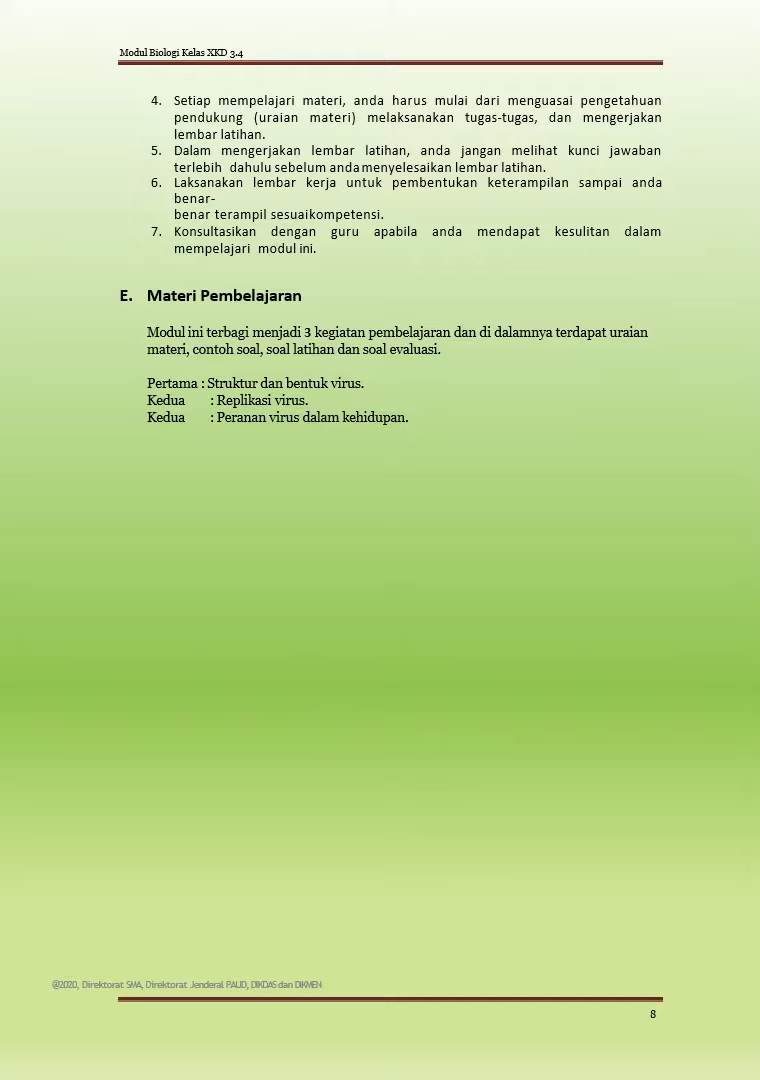 Modul Biologi Kelas XKD 3.4
4. Setiap mempelajari materi, anda harus mulai dari menguasai pengetahuan
pendukung (uraian materi) melaksanakan tugas-tugas, dan mengerjakan
lembar latihan.
5. Dalam mengerjakan lembar latihan, anda jangan melihat kunci jawaban
terlebih dahulu sebelum anda menyelesaikan lembar latihan.
6. Laksanakan lembar kerja untuk pembentukan keterampilan sampai anda
benar-
benar terampil sesuaikompetensi.
7. Konsultasikan dengan guru apabila anda mendapat kesulitan dalam
mempelajari modul ini.
E. Materi Pembelajaran
Modul ini terbagi menjadi 3 kegiatan pembelajaran dan di dalamnya terdapat uraian
materi, contoh soal, soal latihan dan soal evaluasi.
Pertama : Struktur dan bentuk virus.
Kedua : Replikasi virus.
Kedua : Peranan virus dalam kehidupan.
@2020, Direktorat SMA, Direktorat Jenderal PAUD, DIKDAS dan DIKMEN
8